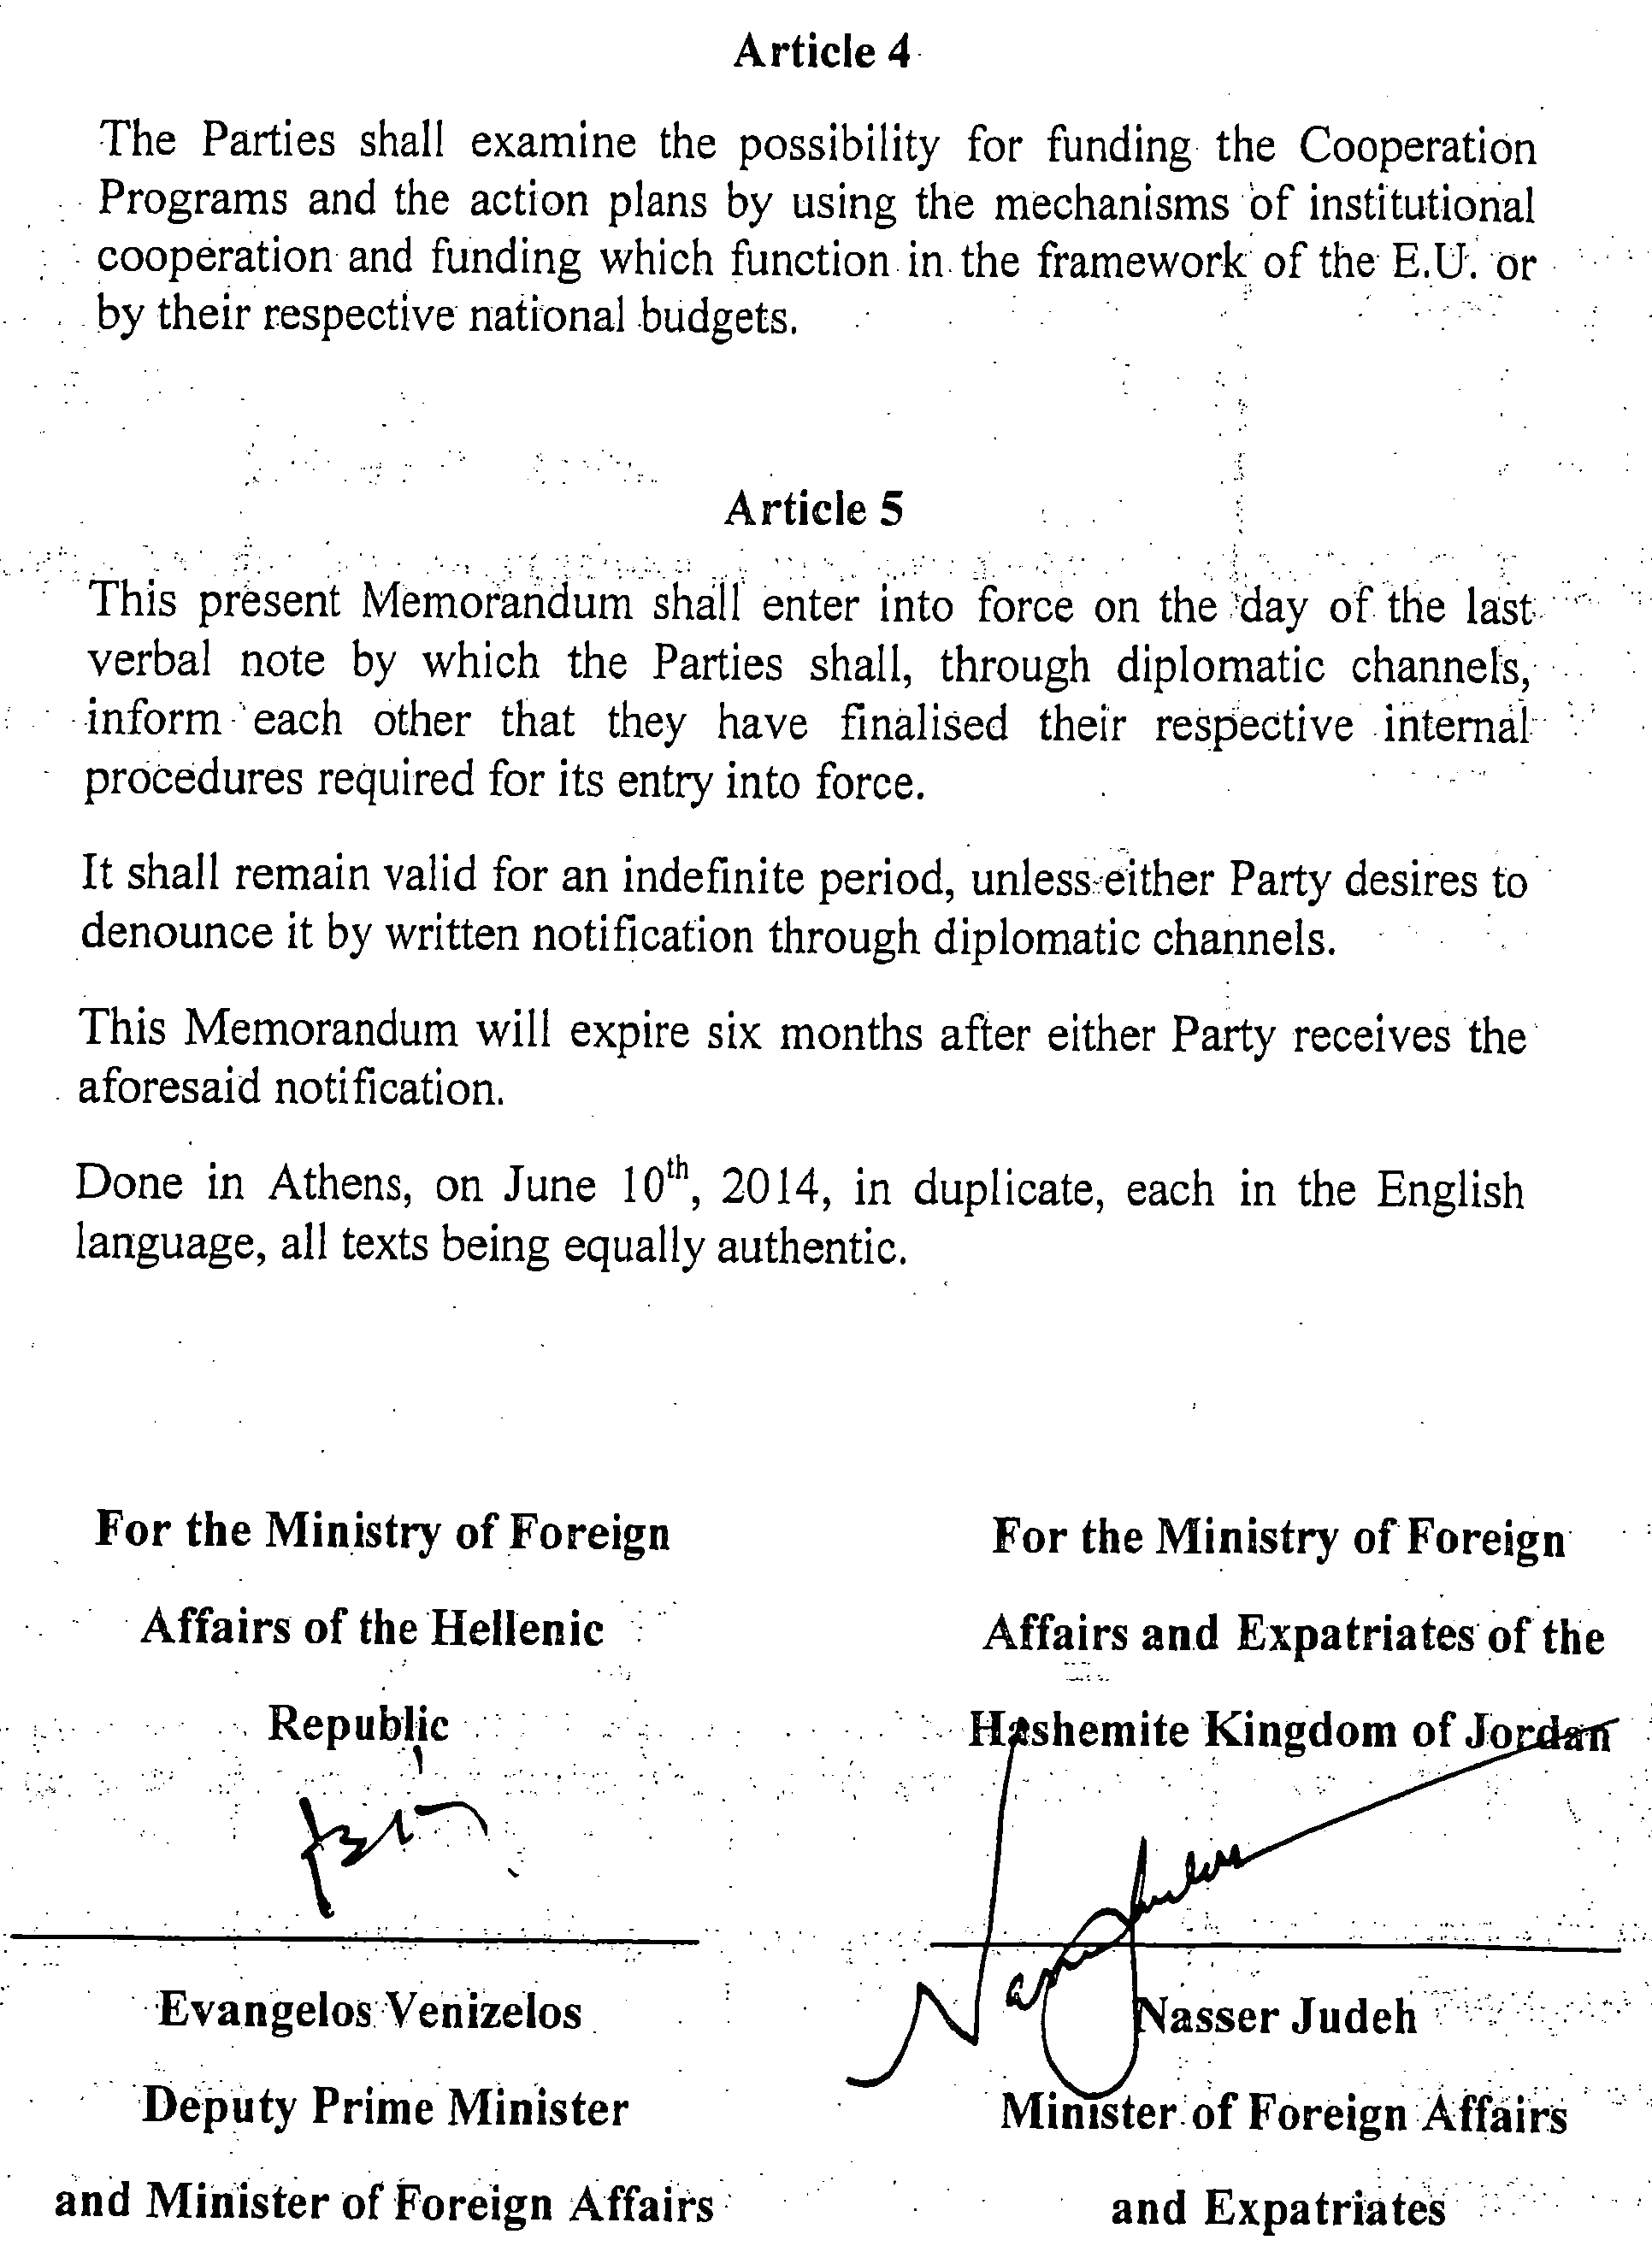 Article 4
The Parties shall examine the possibility for funding the Cooperation
Programs and the action plans by using the mechanisms of institutional
cooperation and funding which function in the framework of the E.U. or
by their respective national budgets.
Article 5
This present Memorandum shall enter into force on the day of the last
verbal note by which the Parties shall, through diplomatic channels,
inform each other that they have finalised their respective internal
procedures required for its entry into force.
It shall remain valid for an indefinite period, unless either Party desires to
denounce it by written notification through diplomatic channels.
This Memorandum will expire six months after either Party receives the
aforesaid notification.
Done in Athens, on June 10th, 2014, in duplicate, each in the English
language, all texts being equally authentic.
For the Ministry of Foreign
Affairs of the Hellenic
Republic
Evangelos Venizelos
Deputy Prime Minister
and Minister of Foreign Affairs
For the Ministry of Foreign
Affairs and Expatriates of the
Hashemite Kingdom of Jordan
Nasser Judeh
Minister of Foreign Affairs
and Expatriates